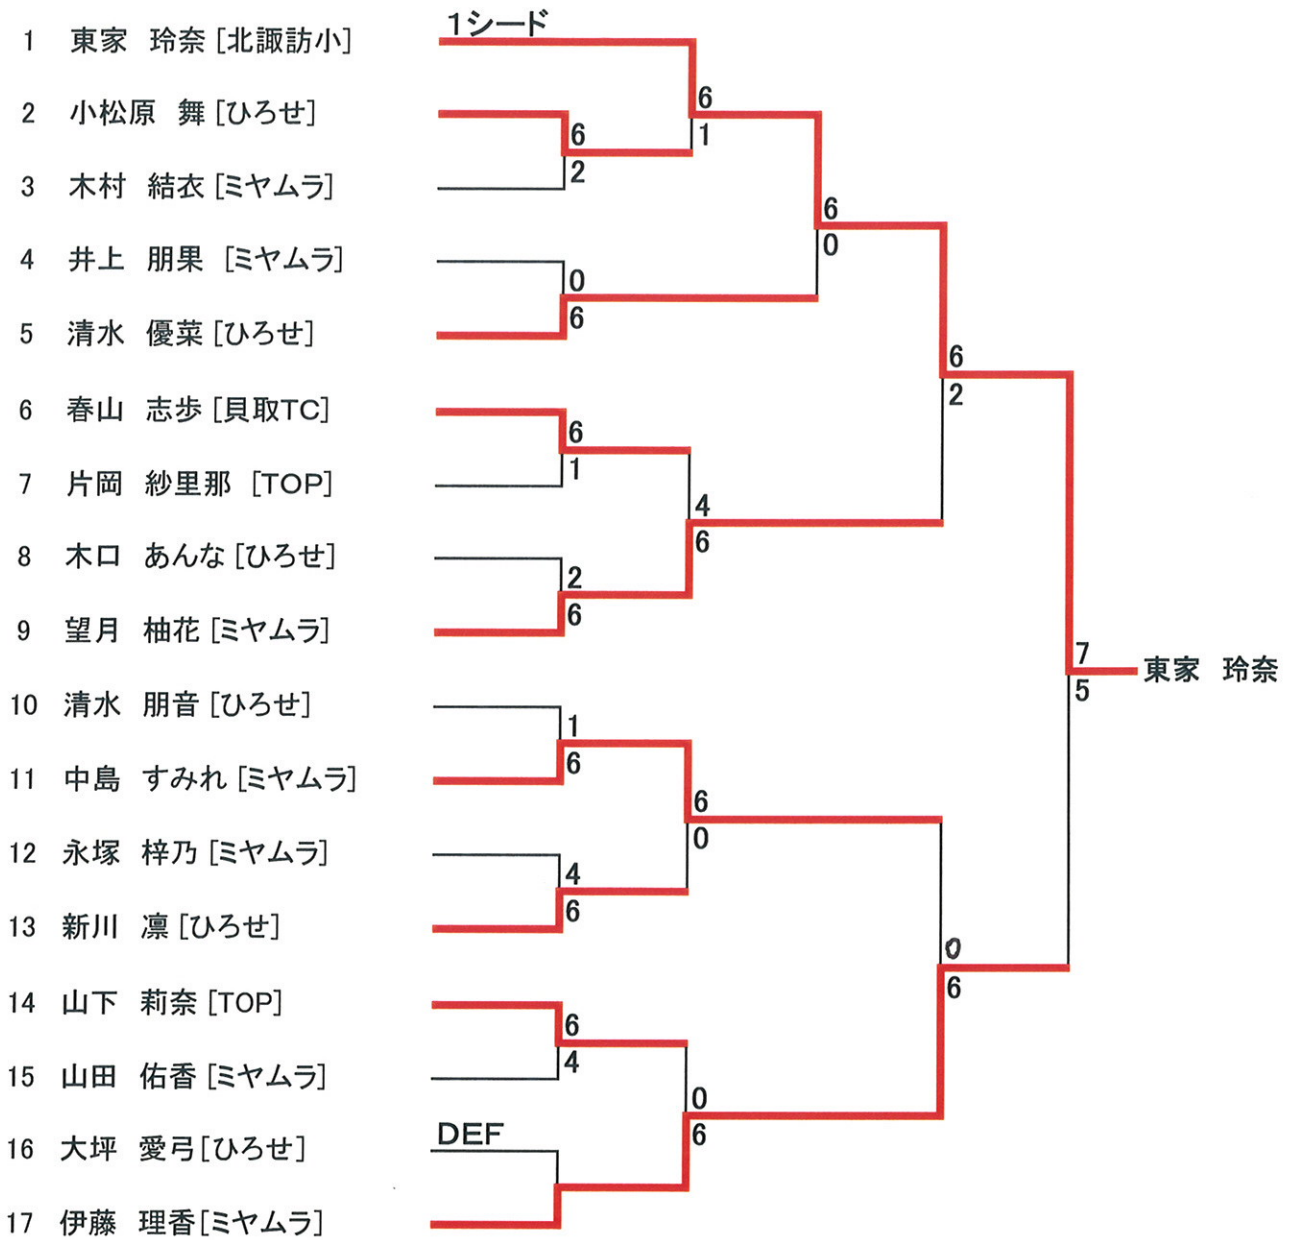 1シード
1 東家 玲奈 [北諏訪小]
6
2 小松原 舞 [ひろせ]
6
1
2
3 木村 結衣 [ミヤムラ]
6
0
4 井上 朋果 [ミヤムラ]
0
6
5 清水 優菜 [ひろせ]
6
2
6 春山 志歩 [貝取TC]
6
1
7 片岡 紗里那 [TOP]
4
6
8 木口 あんな [ひろせ]
2
6
9 望月 柚花 [ミヤムラ]
7
東家 玲奈
5
10 清水 朋音 [ひろせ]
1
6
11 中島 すみれ [ミヤムラ]
6
0
12 永塚 梓乃 [ミヤムラ]
4
6
13 新川 凛 [ひろせ]
0
6
14 山下 莉奈 [TOP]
6
4
15 山田 佑香 [ミヤムラ]
0
6
DEF
16 大坪 愛弓[ひろせ]
17 伊藤 理香[ミヤムラ]